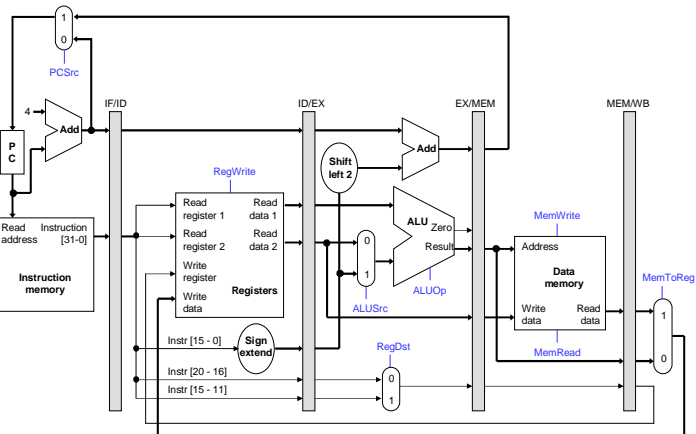 1
0
PCSrc
4
Add
P
C
IF/ID
ID/EX
EX/MEM
MEM/WB
Add
Shift
left 2
RegWrite
Read
register 1
Read
data 1
Read
register 2
Read
data 2
Write
register
Write
data
Registers
Read
address
Instruction
[31-0]
Instruction
memory
0
1
ALUSrc
ALU
Zero
Result
ALUOp
MemWrite
Address
Data
memory
Write
data
Read
data
MemRead
MemToReg
1
0
Instr [15 - 0]
Sign
extend
RegDst
Instr [20 - 16]
0
Instr [15 - 11]
1